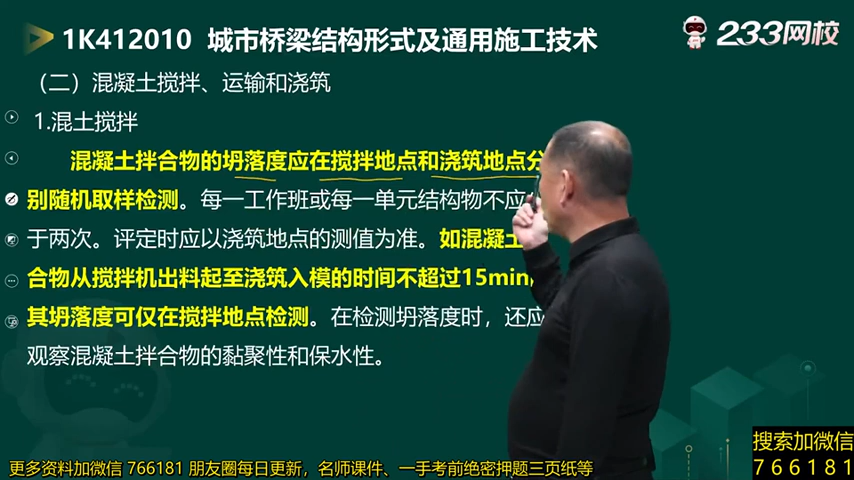 1K412010 城市桥梁结构形式及通用施工技术
233网校
（二）混凝土搅拌、运输和浇筑
1.混土搅拌
混凝土拌合物的坍落度应在搅拌地点和浇筑地点分
别随机取样检测。每一工作班或每一单元结构物不应
于两次。评定时应以浇筑地点的测值为准。如混凝土
合物从搅拌机出料起至浇筑入模的时间不超过15min
其坍落度可仅在搅拌地点检测。在检测坍落度时，还应
观察混凝土拌合物的黏聚性和保水性。
搜索加微信
766181
更多资料加微信 766181 朋友圈每日更新，名师课件、一手考前绝密押题三页纸等